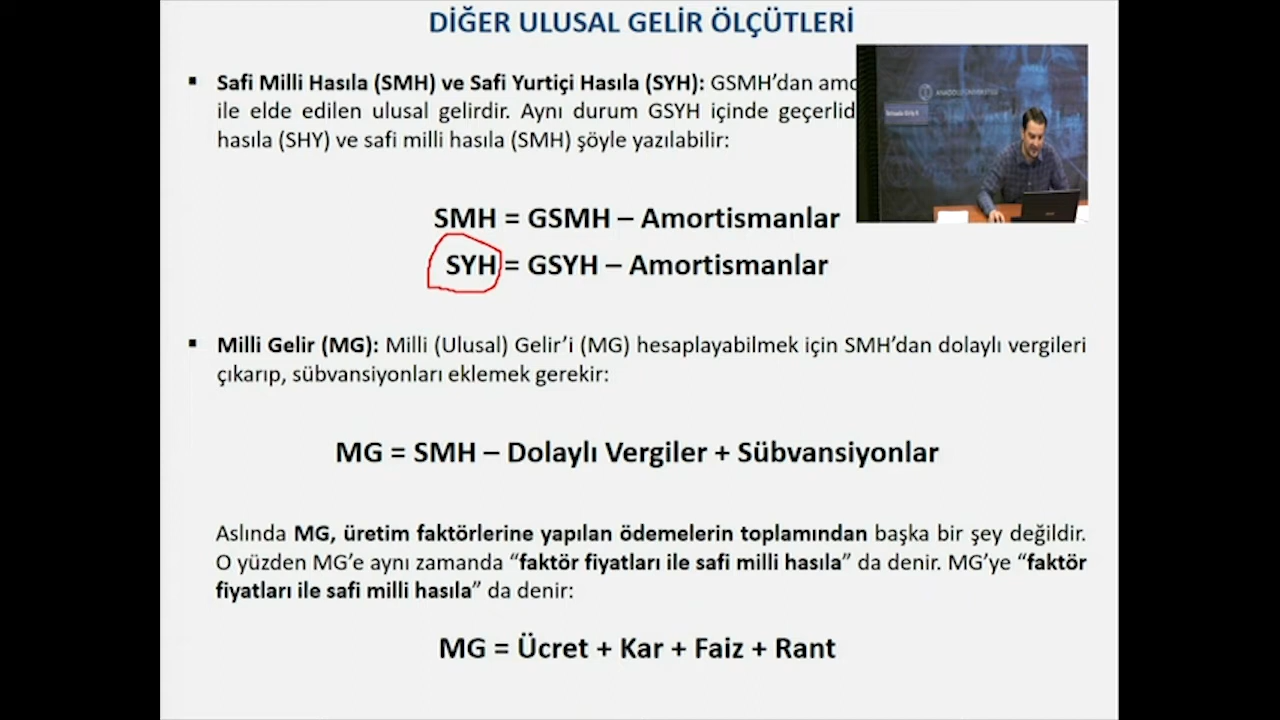 DİĞER ULUSAL GELİR ÖLÇÜTLERİ
Safi Milli Hasıla (SMH) ve Safi Yurtiçi Hasıla (SYH): GSMH’dan
ile elde edilen ulusal gelirdir. Aynı durum GSYH içinde
hasıla (SHY) ve safi milli hasıla (SMH) şöyle yazılabilir:
ANADOLU ÜNİVERSİTESİ
SMH = GSMH – Amortismanlar
SYH = GSYH – Amortismanlar
Milli Gelir (MG): Milli (Ulusal) Gelir’i (MG) hesaplayabilmek için SMH’dan dolaylı vergileri
çıkarıp, sübvansiyonları eklemek gerekir:
MG = SMH – Dolaylı Vergiler + Sübvansiyonlar
Aslında MG, üretim faktörlerine yapılan ödemelerin toplamından başka bir şey değildir.
O yüzden MG’e aynı zamanda “faktör fiyatları ile safi milli hasıla” da denir. MG’ye “faktör
fiyatları ile safi milli hasıla” da denir:
MG = Ücret + Kar + Faiz + Rant